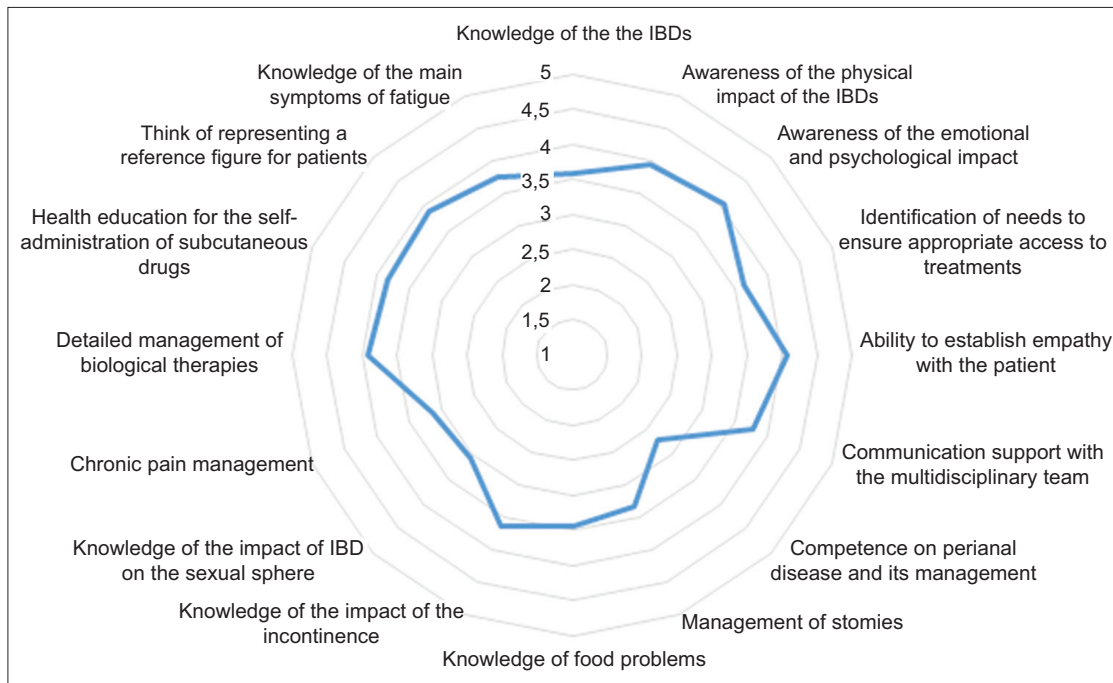 Knowledge of the the IBDs
Awareness of the physical
impact of the IBDs
Awareness of the emotional
and psychological impact
Identification of needs to
ensure appropriate access to
treatments
Ability to establish empathy
with the patient
Communication support with
the multidisciplinary team
Competence on perianal
disease and its management
Management of stomies
Knowledge of food problems
Knowledge of the impact of the
incontinence
Knowledge of the impact of IBD
on the sexual sphere
Chronic pain management
Detailed management of
biological therapies
Health education for the self-
administration of subcutaneous
drugs
Think of representing a
reference figure for patients
Knowledge of the main
symptoms of fatigue
5
4,5
4
3,5
3
2,5
2
1,5
1